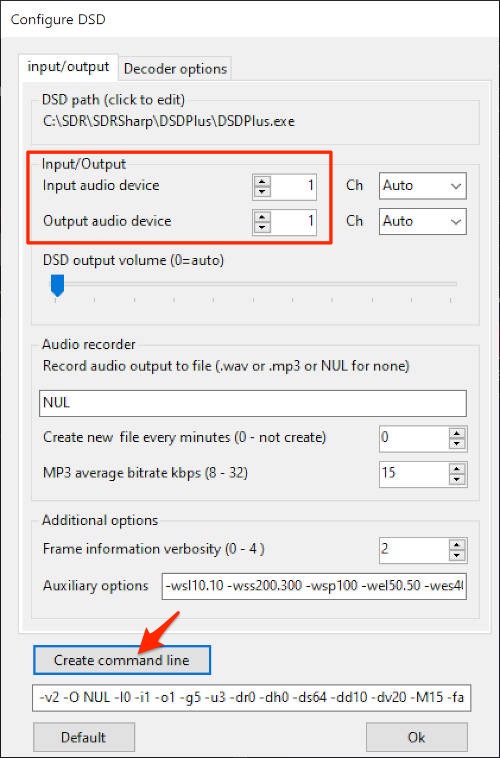 Configure DSD
input/output
Decoder options
DSD path (click to edit)
C:\SDR\SDRSharp\DSDPlus\DSDPlus.exe
Input/Output
Input audio device 1 Ch Auto
Output audio device 1 Ch Auto
DSD output volume (0=auto)
Audio recorder
Record audio output to file (.wav or .mp3 or NUL for none)
NUL
Create new file every minutes (0 - not create) 0
MP3 average bitrate kbps (8 - 32) 15
Additional options
Frame information verbosity (0 - 4 ) 2
Auxiliary options -wsl10.10 -wss200.300 -wsp100 -wel50.50 -wes40
Create command line
-v2 -O NUL -I0 -i1 -o1 -g5 -u3 -dr0 -dh0 -ds64 -dd10 -dv20 -M15 -fa
Default
Ok